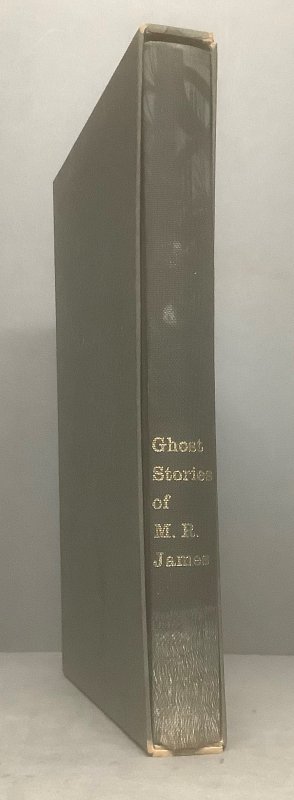 Ghost
Stories
of
M. R.
James